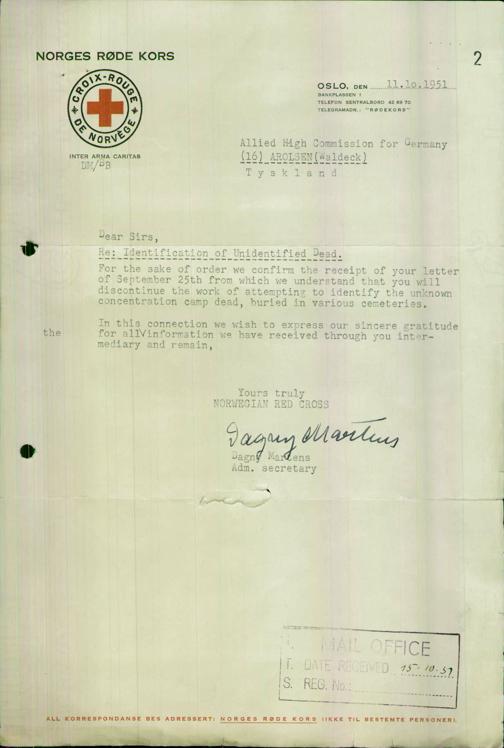 2
NORGES RØDE KORS
CROIX-ROUGE
DE NORVÈGE
INTER ARMA CARITAS
DM/BB
OSLO, DEN 11.10.1951
BANKPLASSEN 1
TELEFON SENTRALBORD 42 69 70
TELEGRAMADR.: "RØDEKORS"
Allied High Commission for Germany
(16) AROLSEN(Waldeck)
Tyskland
Dear Sirs,
Re: Identification of Unidentified Dead.
For the sake of order we confirm the receipt of your letter
of September 25th from which we understand that you will
discontinue the work of attempting to identify the unknown
concentration camp dead, buried in various cemeteries.
In this connection we wish to express our sincere gratitude
the
for allVinformation we have received through you inter-
mediary and remain,
Yours truly
NORWEGIAN RED CROSS
Dagny Martens
Dagny Martens
Adm. secretary
MAIL OFFICE
T. DATE RECEIVED 15-10-51
S. REG. No.:
ALL KORRESPONDANSE BES ADRESSERT: NORGES RØDE KORS (IKKE TIL BESTEMTE PERSONER).